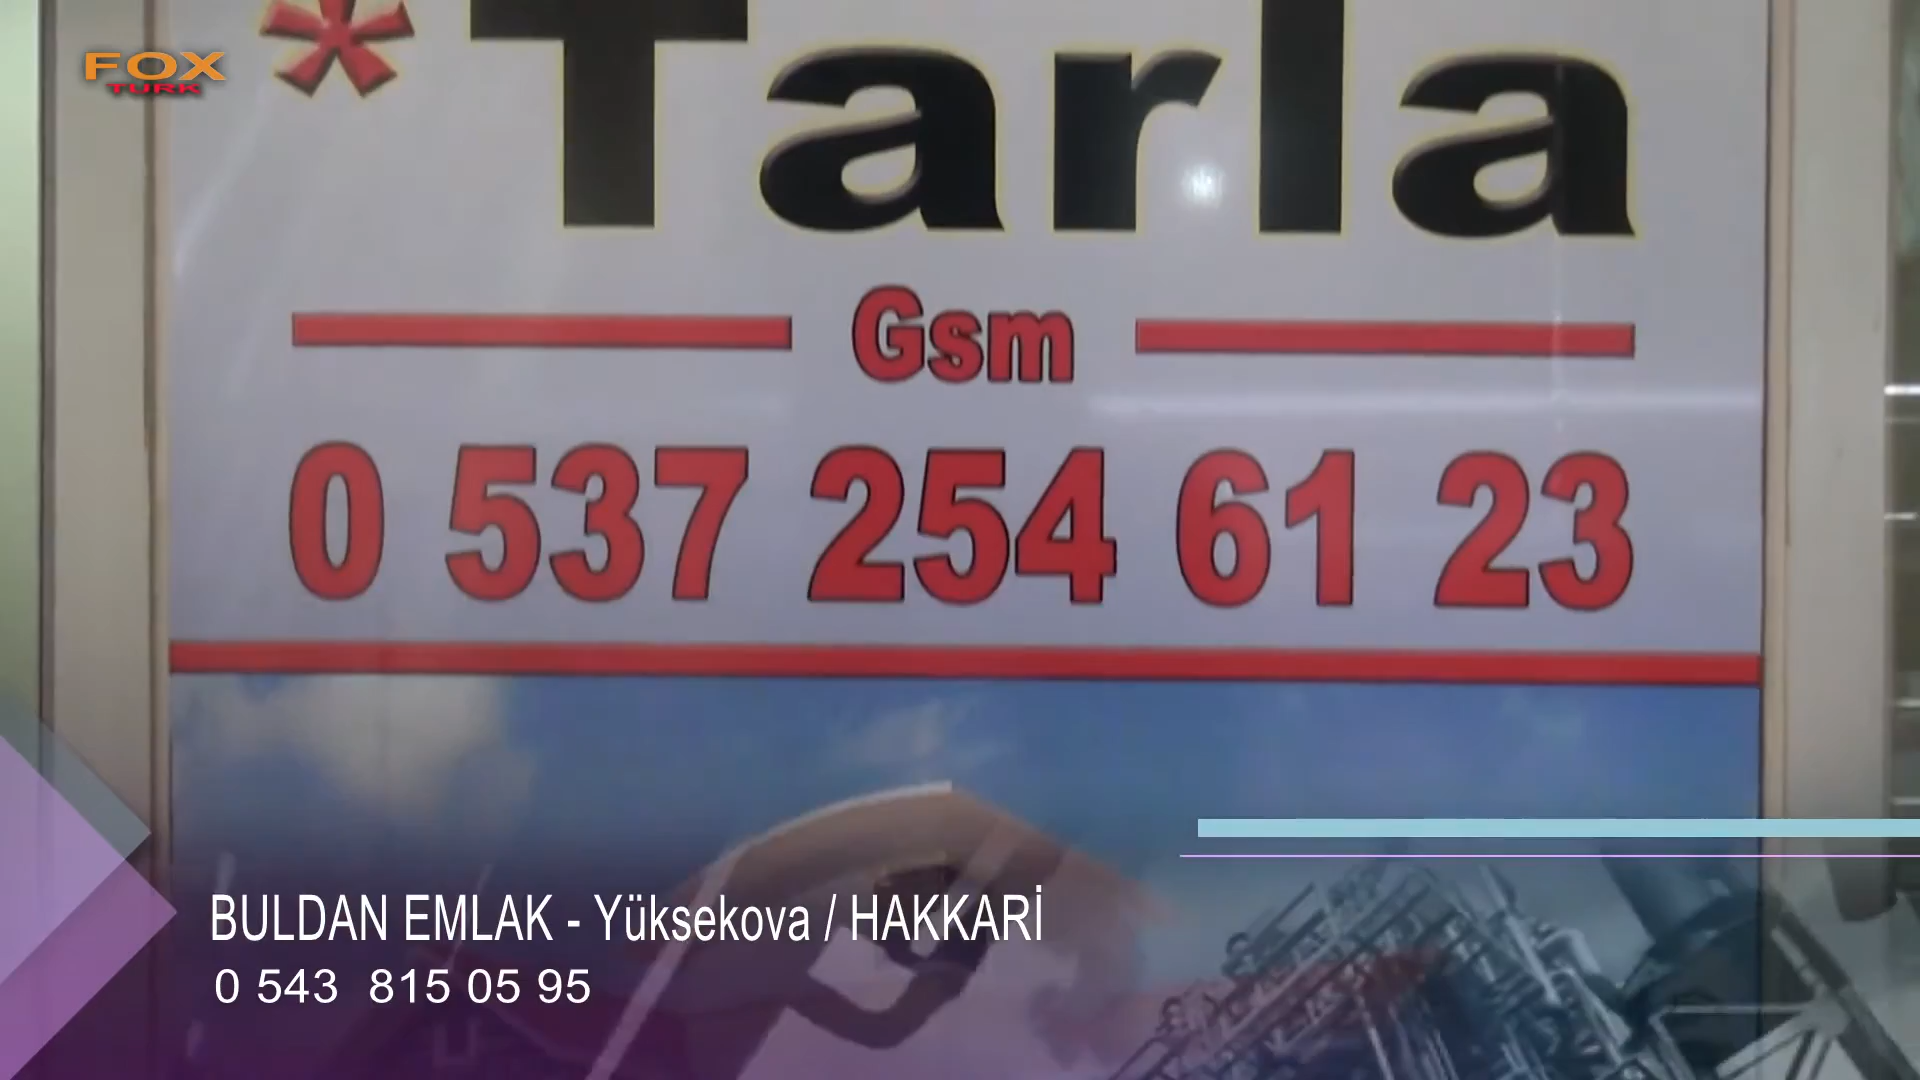 FOX
TURK
*Tarla
Gsm
0 537 254 61 23
BULDAN EMLAK - Yüksekova / HAKKARİ
0 543 815 05 95